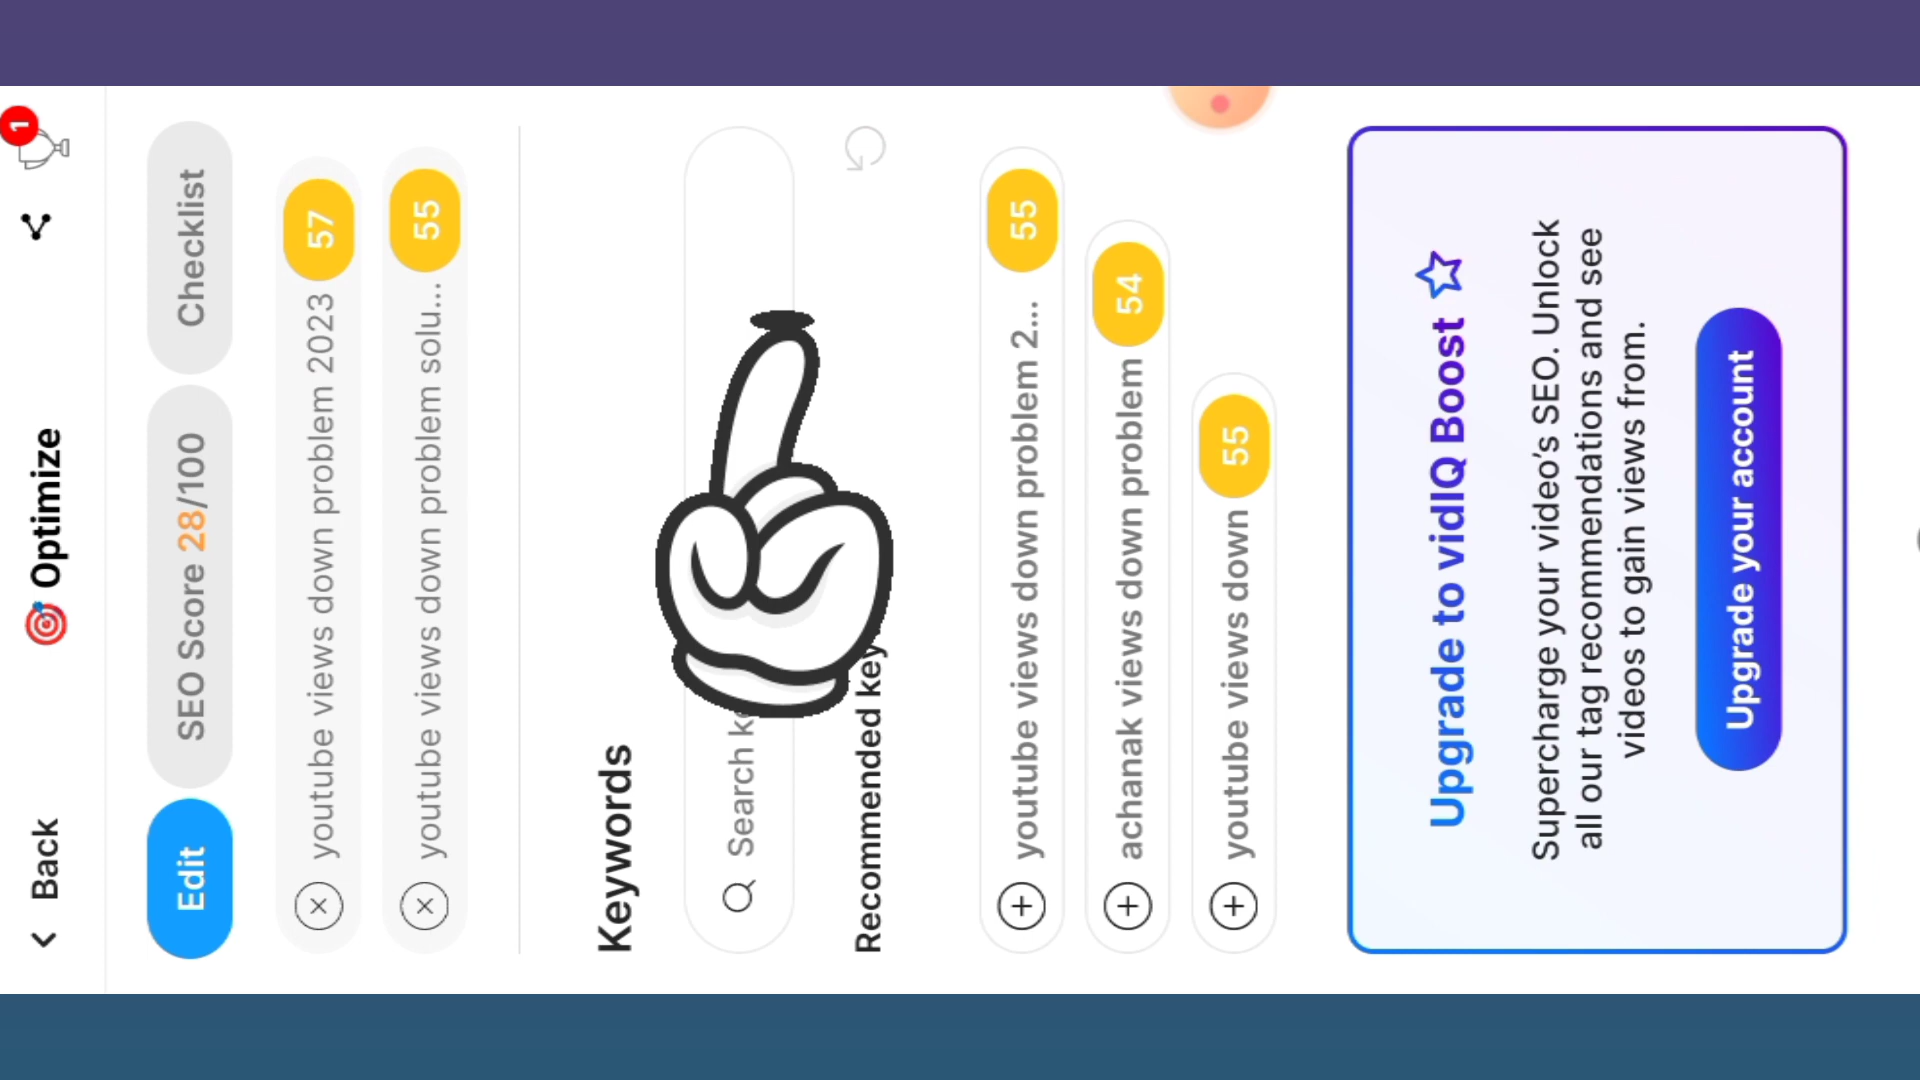 Back
Optimize
1
Edit
SEO Score 28/100
Checklist
youtube views down problem 2023 57
youtube views down problem solu... 55
Keywords
Search
Recommended
youtube views down problem 2... 55
achanak views down problem 54
youtube views down 55
Upgrade to vidIQ Boost
Supercharge your video's SEO. Unlock
all our tag recommendations and see
videos to gain views from.
Upgrade your account